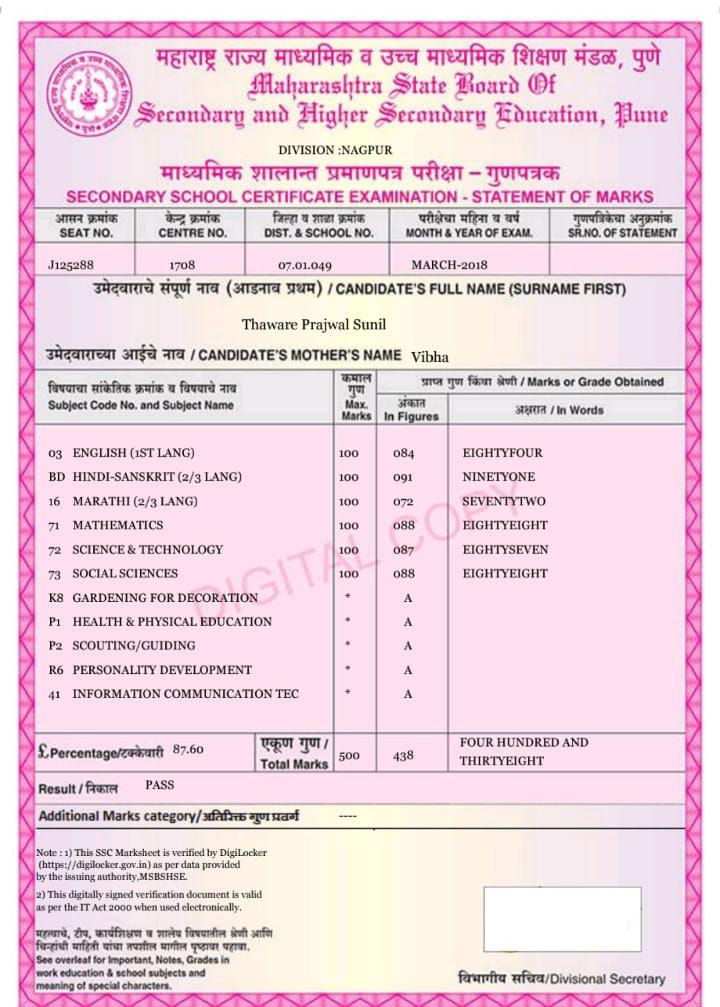 महाराष्ट्र राज्य माध्यमिक व उच्च माध्यमिक शिक्षण मंडळ, पुणे
Maharashtra State Board Of
Secondary and Higher Secondary Education, Pune
DIVISION :NAGPUR
माध्यमिक शालान्त प्रमाणपत्र परीक्षा – गुणपत्रक
SECONDARY SCHOOL CERTIFICATE EXAMINATION - STATEMENT OF MARKS
आसन क्रमांक केन्द्र क्रमांक जिल्हा व शाळा क्रमांक परीक्षेचा महिना व वर्ष गुणपत्रिकेचा अनुक्रमांक
SEAT NO. CENTRE NO. DIST. & SCHOOL NO. MONTH & YEAR OF EXAM. SR.NO. OF STATEMENT
J125288 1708 07.01.049 MARCH-2018
उमेदवाराचे संपूर्ण नाव (आडनाव प्रथम) / CANDIDATE'S FULL NAME (SURNAME FIRST)
Thaware Prajwal Sunil
उमेदवाराच्या आईचे नाव / CANDIDATE'S MOTHER'S NAME Vibha
विषयाचा सांकेतिक क्रमांक व विषयाचे नाव
Subject Code No. and Subject Name
कमाल
गुण
Max.
Marks
प्राप्त गुण किंवा श्रेणी / Marks or Grade Obtained
अंकात
In Figures
अक्षरात / In Words
03 ENGLISH (1ST LANG) 100 084 EIGHTYFOUR
BD HINDI-SANSKRIT (2/3 LANG) 100 091 NINETYONE
16 MARATHI (2/3 LANG) 100 072 SEVENTYTWO
71 MATHEMATICS 100 088 EIGHTYEIGHT
72 SCIENCE & TECHNOLOGY 100 087 EIGHTYSEVEN
73 SOCIAL SCIENCES 100 088 EIGHTYEIGHT
K8 GARDENING FOR DECORATION * A
P1 HEALTH & PHYSICAL EDUCATION * A
P2 SCOUTING/GUIDING * A
R6 PERSONALITY DEVELOPMENT * A
41 INFORMATION COMMUNICATION TEC * A
DIGITAL COPY
£ Percentage/टक्केवारी 87.60
एकूण गुण /
Total Marks
500 438
FOUR HUNDRED AND
THIRTYEIGHT
Result / निकाल PASS
Additional Marks category/अतिरिक्त गुण प्रवर्ग ----
Note : 1) This SSC Marksheet is verified by DigiLocker
(https://digilocker.gov.in) as per data provided
by the issuing authority,MSBSHSE.
2) This digitally signed verification document is valid
as per the IT Act 2000 when used electronically.
महत्वाचे, टीप, कार्यशिक्षण व शालेय विषयातील श्रेणी आणि
चिन्हांची माहिती यांचा तपशील मागील पृष्ठावर पहावा.
See overleaf for Important, Notes, Grades in
work education & school subjects and
meaning of special characters.
विभागीय सचिव/Divisional Secretary